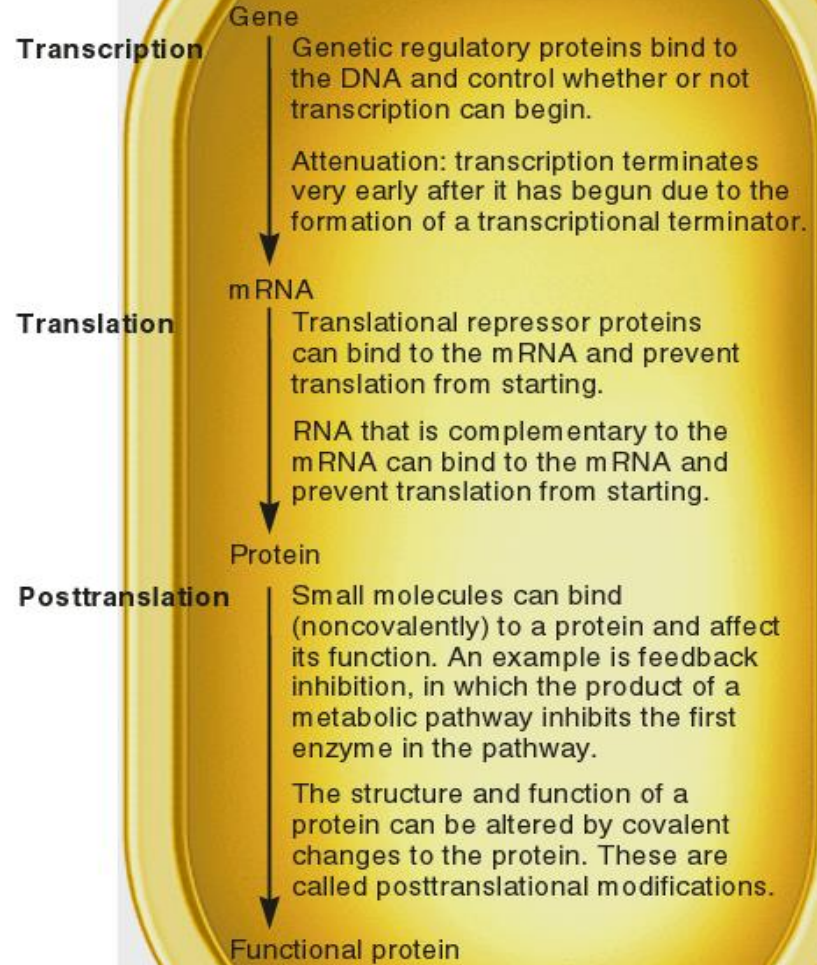 Gene
Transcription
Genetic regulatory proteins bind to
the DNA and control whether or not
transcription can begin.
Attenuation: transcription terminates
very early after it has begun due to the
formation of a transcriptional terminator.
mRNA
Translation
Translational repressor proteins
can bind to the mRNA and prevent
translation from starting.
RNA that is complementary to the
mRNA can bind to the mRNA and
prevent translation from starting.
Protein
Posttranslation
Small molecules can bind
(noncovalently) to a protein and affect
its function. An example is feedback
inhibition, in which the product of a
metabolic pathway inhibits the first
enzyme in the pathway.
The structure and function of a
protein can be altered by covalent
changes to the protein. These are
called posttranslational modifications.
Functional protein